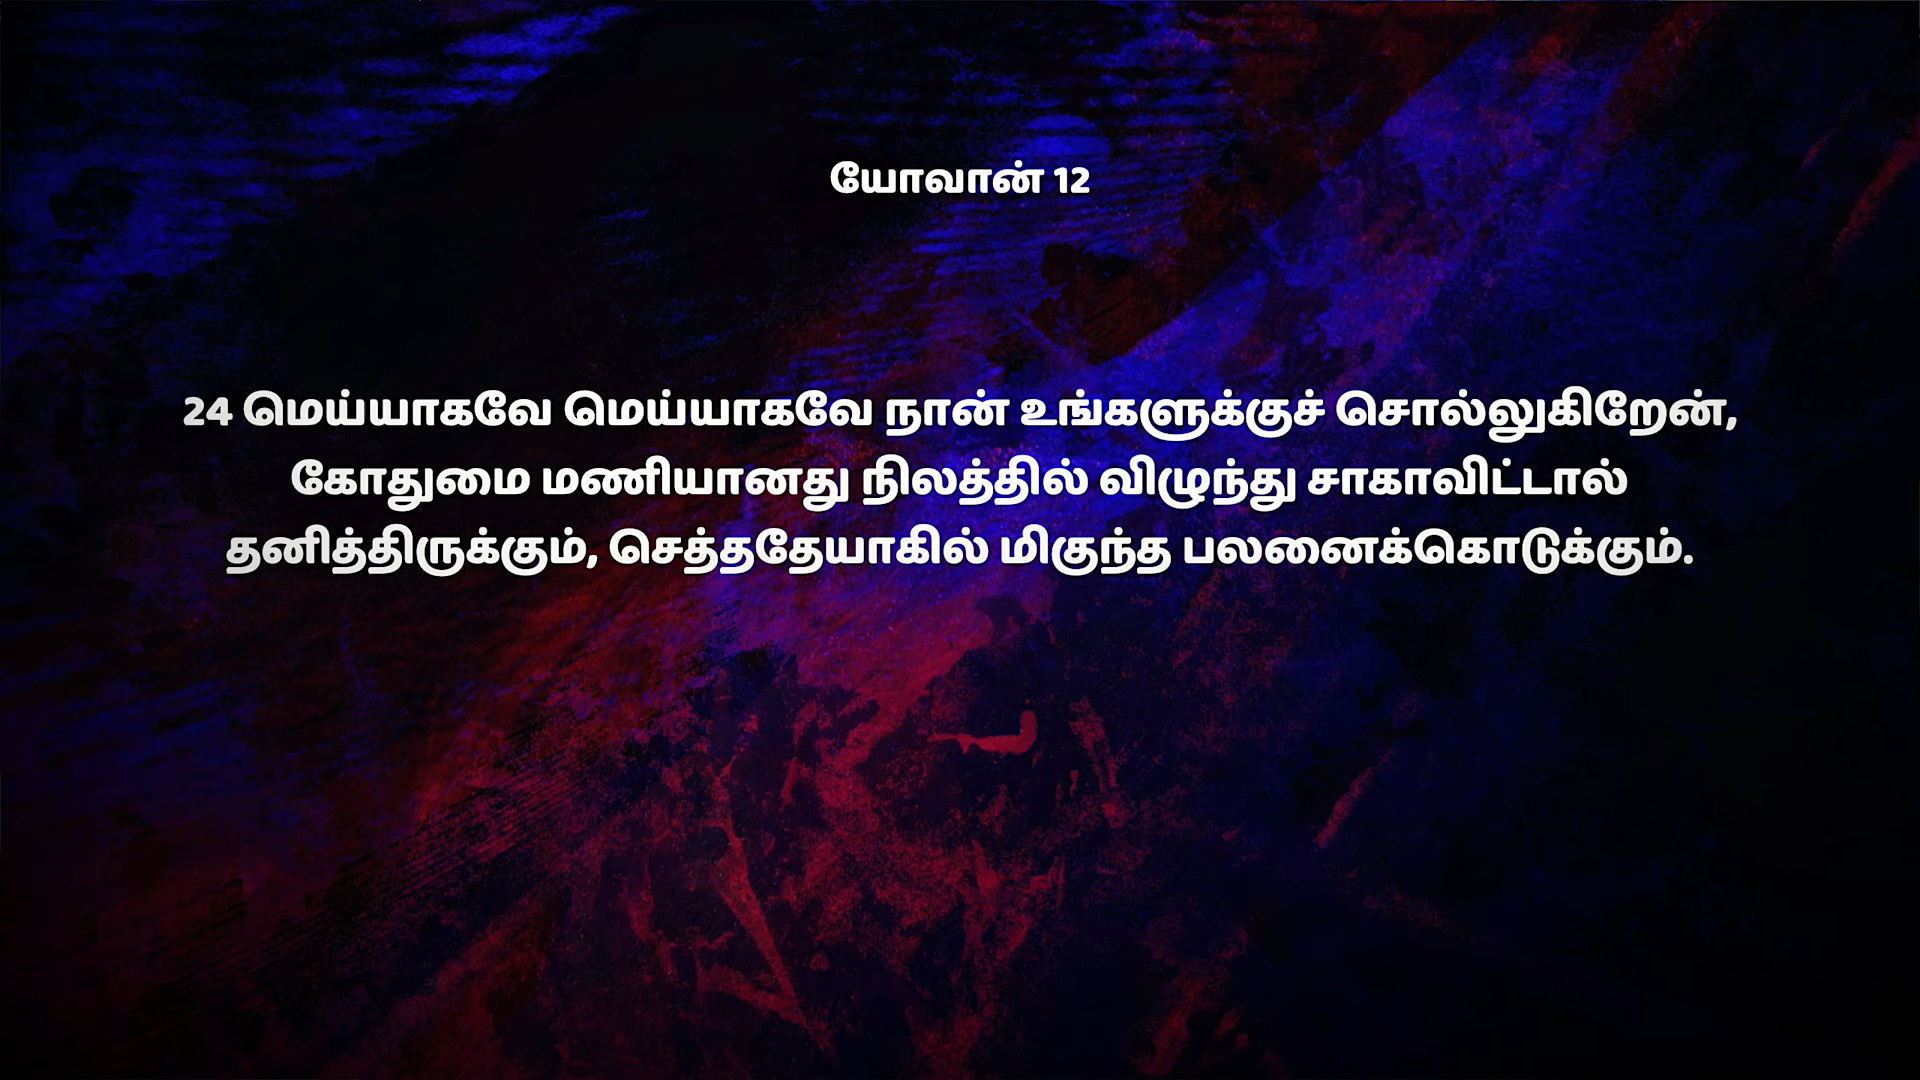 யோவான் 12
24 மெய்யாகவே மெய்யாகவே நான் உங்களுக்குச் சொல்லுகிறேன்,
கோதுமை மணியானது நிலத்தில் விழுந்து சாகாவிட்டால்
தனித்திருக்கும், செத்ததேயாகில் மிகுந்த பலனைக்கொடுக்கும்.